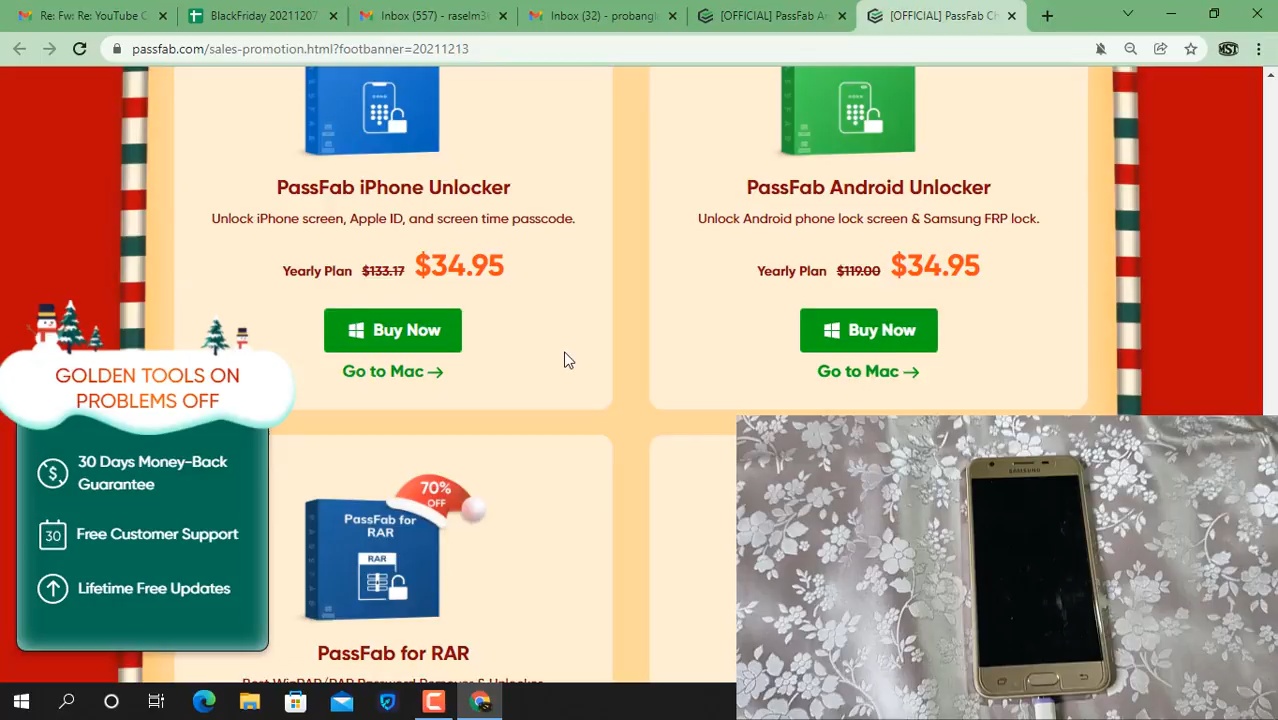 Re: Fw: Re: YouTube C
BlackFriday 20211207
Inbox (557) - raselm3
Inbox (32) - probang
[OFFICIAL] PassFab A
[OFFICIAL] PassFab Ch
passfab.com/sales-promotion.html?footbanner=20211213
PassFab iPhone Unlocker
Unlock iPhone screen, Apple ID, and screen time passcode.
Yearly Plan $133.17 $34.95
Buy Now
Go to Mac →
PassFab Android Unlocker
Unlock Android phone lock screen & Samsung FRP lock.
Yearly Plan $119.00 $34.95
Buy Now
Go to Mac →
GOLDEN TOOLS ON
PROBLEMS OFF
30 Days Money-Back
Guarantee
30
Free Customer Support
Lifetime Free Updates
70%
OFF
PassFab for
RAR
RAR
PassFab for RAR
SAMSUNG